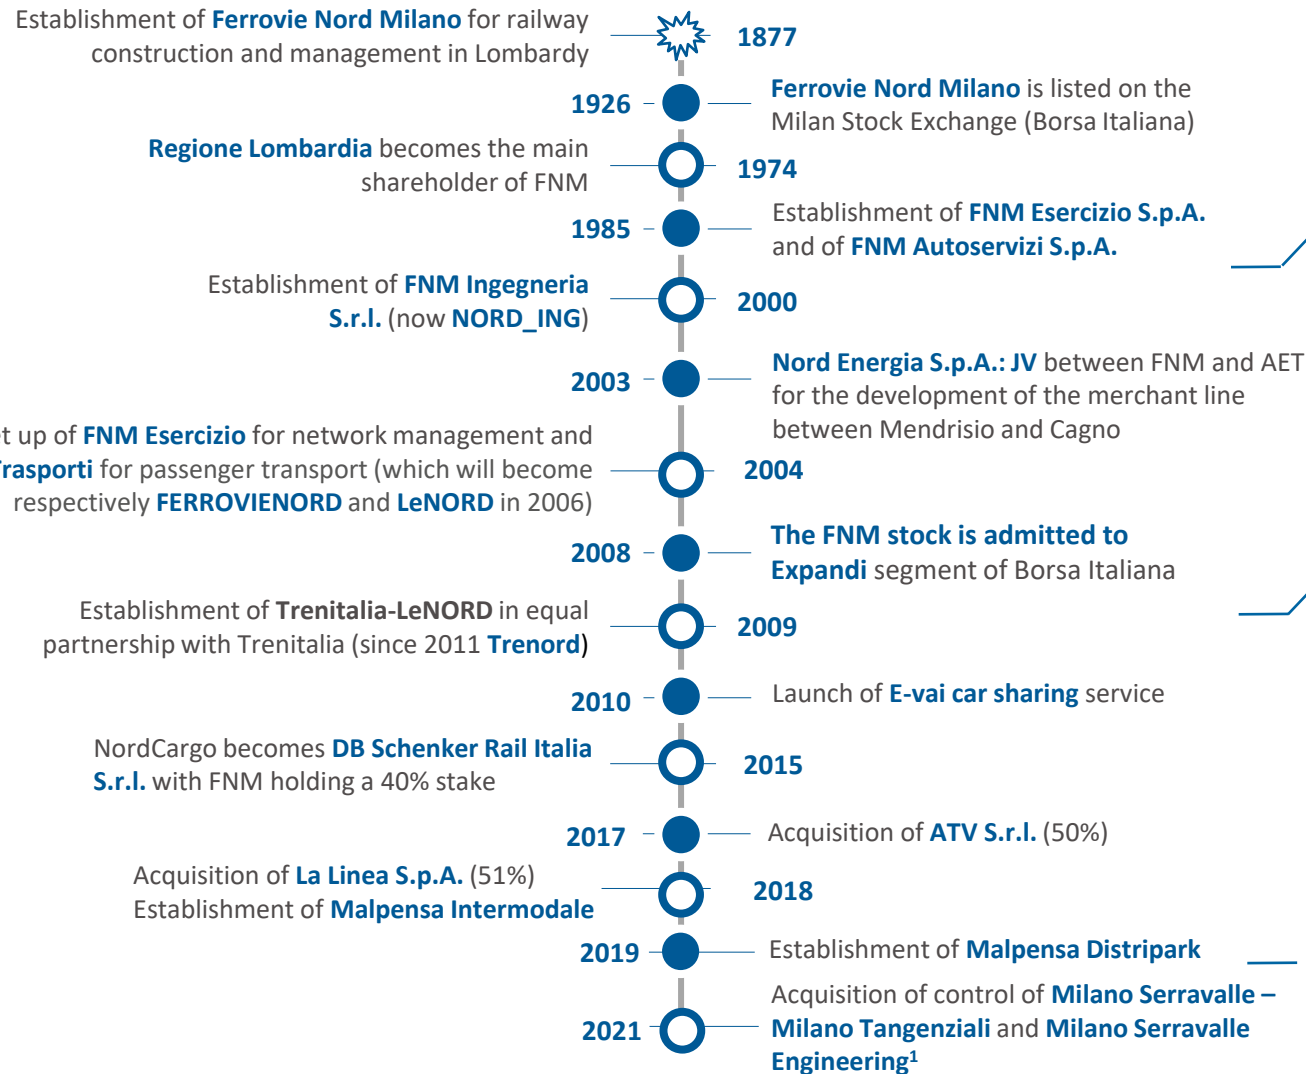 Establishment of Ferrovie Nord Milano for railway
construction and management in Lombardy
1877
1926
Ferrovie Nord Milano is listed on the
Milan Stock Exchange (Borsa Italiana)
Regione Lombardia becomes the main
shareholder of FNM
1974
1985
Establishment of FNM Esercizio S.p.A.
and of FNM Autoservizi S.p.A.
Establishment of FNM Ingegneria
S.r.l. (now NORD_ING)
2000
2003
Nord Energia S.p.A.: JV between FNM and AET
for the development of the merchant line
between Mendrisio and Cagno
up of FNM Esercizio for network management and
Trasporti for passenger transport (which will become
respectively FERROVIENORD and LeNORD in 2006)
2004
2008
The FNM stock is admitted to
Expandi segment of Borsa Italiana
Establishment of Trenitalia-LeNORD in equal
partnership with Trenitalia (since 2011 Trenord)
2009
2010
Launch of E-vai car sharing service
NordCargo becomes DB Schenker Rail Italia
S.r.l. with FNM holding a 40% stake
2015
2017
Acquisition of ATV S.r.l. (50%)
Acquisition of La Linea S.p.A. (51%)
Establishment of Malpensa Intermodale
2018
2019
Establishment of Malpensa Distripark
2021
Acquisition of control of Milano Serravalle –
Milano Tangenziali and Milano Serravalle
Engineering¹